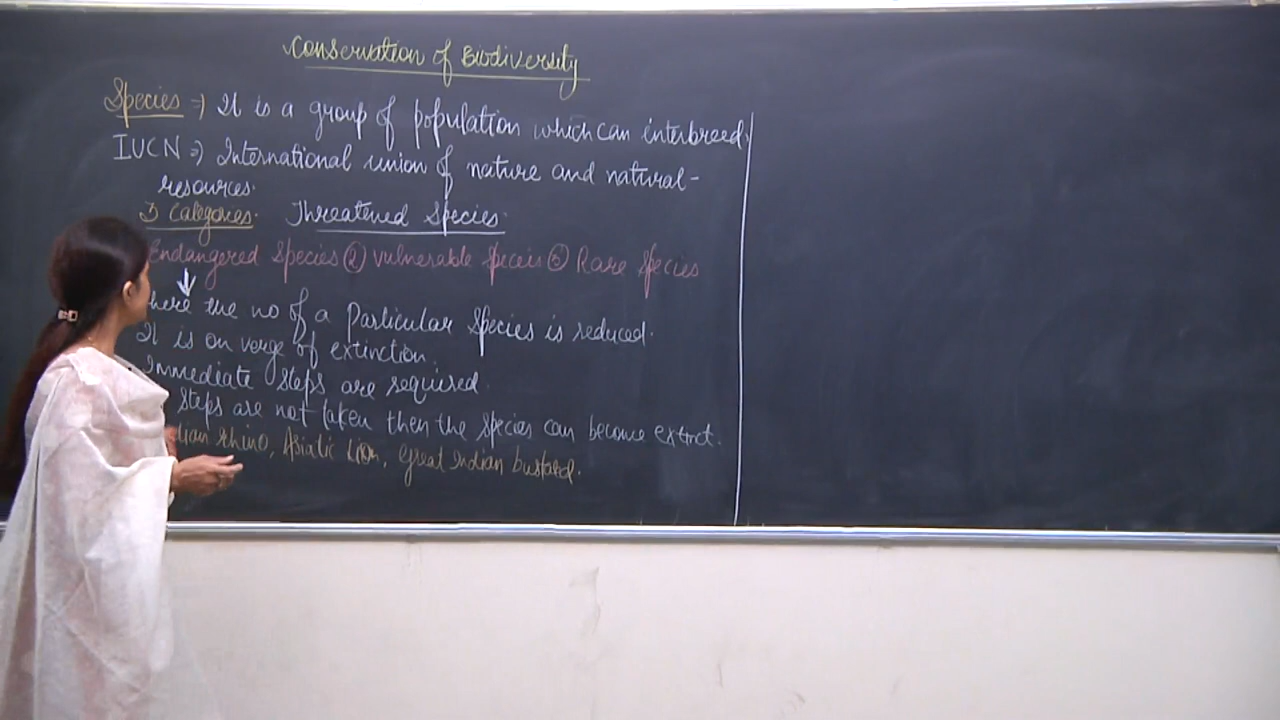 Conservation of Biodiversity
Species => It is a group of population which can interbreed.
IUCN => International union of nature and natural-
resources.
3 Categories. Threatened Species.
Endangered Species ② Vulnerable Speceis ③ Rare Species
here the no of a Particular Species is reduced.
It is on verge of extinction.
Immediate Steps are required.
Steps are not taken then the Species can become extinct.
rhino, Asiatic Lion, Great Indian bustard.